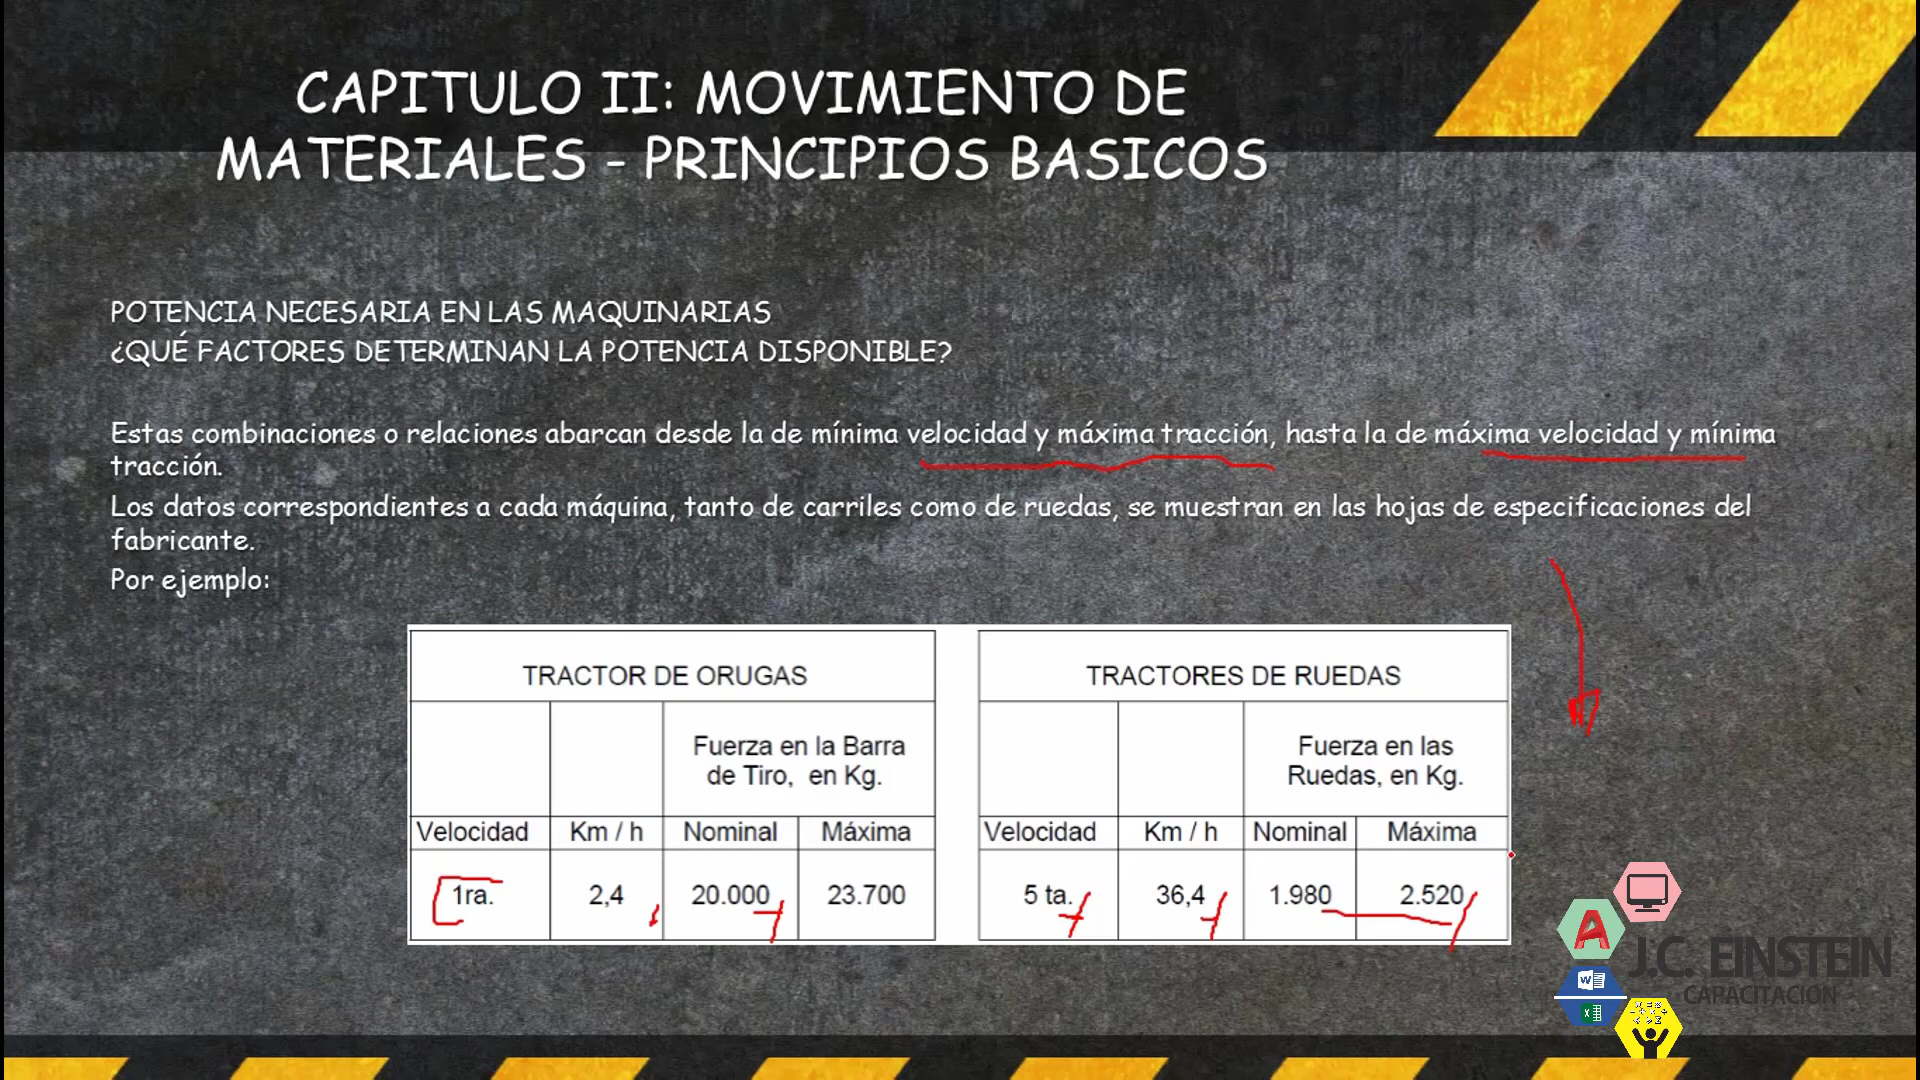 CAPITULO II: MOVIMIENTO DE
MATERIALES - PRINCIPIOS BASICOS
POTENCIA NECESARIA EN LAS MAQUINARIAS
¿QUÉ FACTORES DETERMINAN LA POTENCIA DISPONIBLE?
Estas combinaciones o relaciones abarcan desde la de mínima velocidad y máxima tracción, hasta la de máxima velocidad y mínima
tracción.
Los datos correspondientes a cada máquina, tanto de carriles como de ruedas, se muestran en las hojas de especificaciones del
fabricante.
Por ejemplo:
TRACTOR DE ORUGAS
Fuerza en la Barra
de Tiro, en Kg.
Velocidad Km / h Nominal Máxima
1ra. 2,4 20.000 23.700
TRACTORES DE RUEDAS
Fuerza en las
Ruedas, en Kg.
Velocidad Km / h Nominal Máxima
5 ta. 36,4 1.980 2.520
J.C. EINSTEIN
CAPACITACION